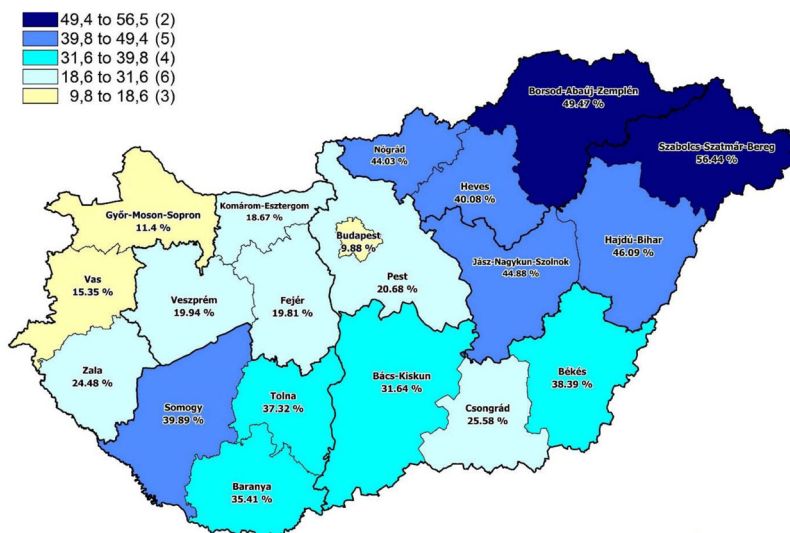 49,4 to 56,5 (2)
39,8 to 49,4 (5)
31,6 to 39,8 (4)
18,6 to 31,6 (6)
9,8 to 18,6 (3)
Borsod-Abaúj-Zemplén
49.47 %
Szabolcs-Szatmár-Bereg
56.44 %
Nógrád
44.03 %
Heves
40.08 %
Komárom-Esztergom
18.67 %
Győr-Moson-Sopron
11.4 %
Budapest
9.88 %
Hajdú-Bihar
46.09 %
Jász-Nagykun-Szolnok
44.88 %
Vas
15.35 %
Veszprém
19.94 %
Fejér
19.81 %
Pest
20.68 %
Zala
24.48 %
Somogy
39.89 %
Tolna
37.32 %
Bács-Kiskun
31.64 %
Békés
38.39 %
Csongrád
25.58 %
Baranya
35.41 %